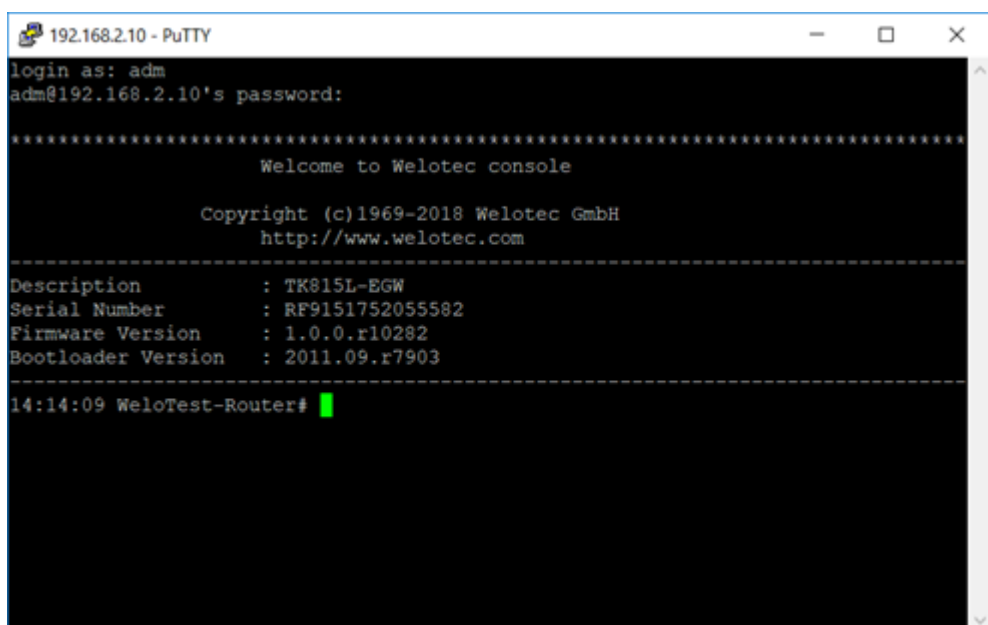 192.168.2.10 - PuTTY
login as: adm
adm@192.168.2.10's password:
********************************************************************************
Welcome to Welotec console
Copyright (c)1969-2018 Welotec GmbH
http://www.welotec.com
--------------------------------------------------------------------------------
Description : TK815L-EGW
Serial Number : RF9151752055582
Firmware Version : 1.0.0.r10282
Bootloader Version : 2011.09.r7903
--------------------------------------------------------------------------------
14:14:09 WeloTest-Router#